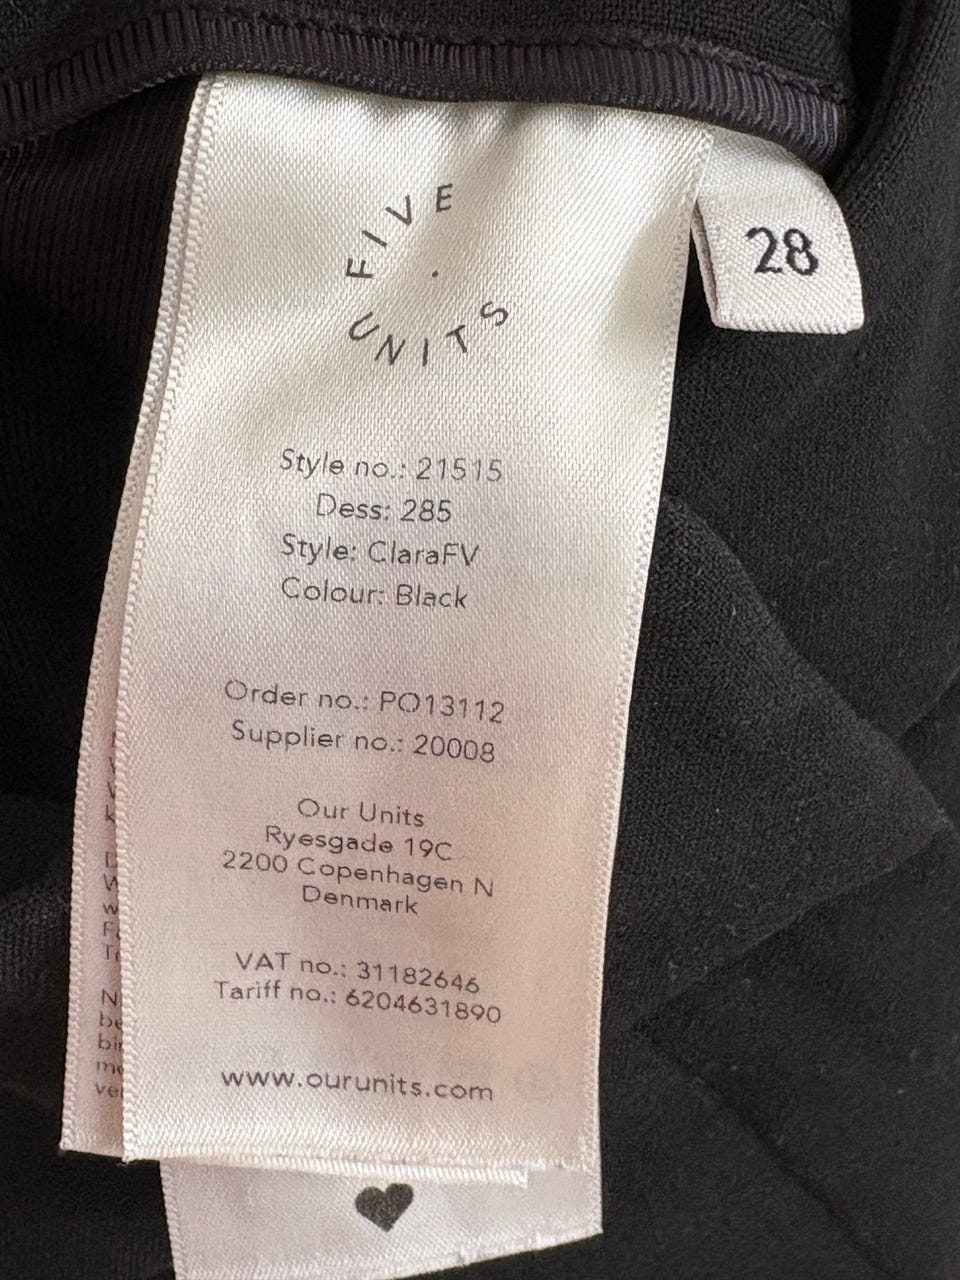 FIVE
UNITS
28
Style no.: 21515
Dess: 285
Style: ClaraFV
Colour: Black
Order no.: PO13112
Supplier no.: 20008
Our Units
Ryesgade 19C
2200 Copenhagen N
Denmark
VAT no.: 31182646
Tariff no.: 6204631890
www.ourunits.com